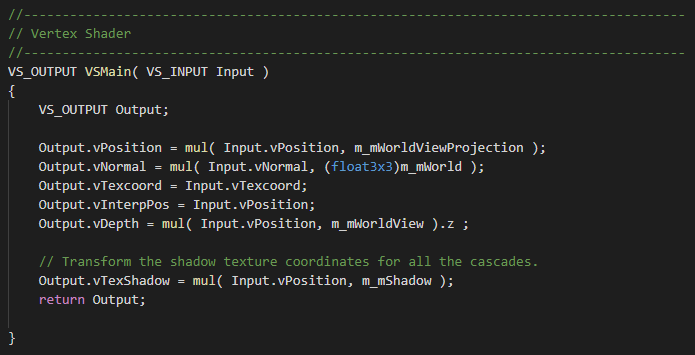 //--------------------------------------------------------------------------------------
// Vertex Shader
//--------------------------------------------------------------------------------------
VS_OUTPUT VSMain( VS_INPUT Input )
{
    VS_OUTPUT Output;
    Output.vPosition = mul( Input.vPosition, m_mWorldViewProjection );
    Output.vNormal = mul( Input.vNormal, (float3x3)m_mWorld );
    Output.vTexcoord = Input.vTexcoord;
    Output.vInterpPos = Input.vPosition;
    Output.vDepth = mul( Input.vPosition, m_mWorldView ).z ;
    // Transform the shadow texture coordinates for all the cascades.
    Output.vTexShadow = mul( Input.vPosition, m_mShadow );
    return Output;
}